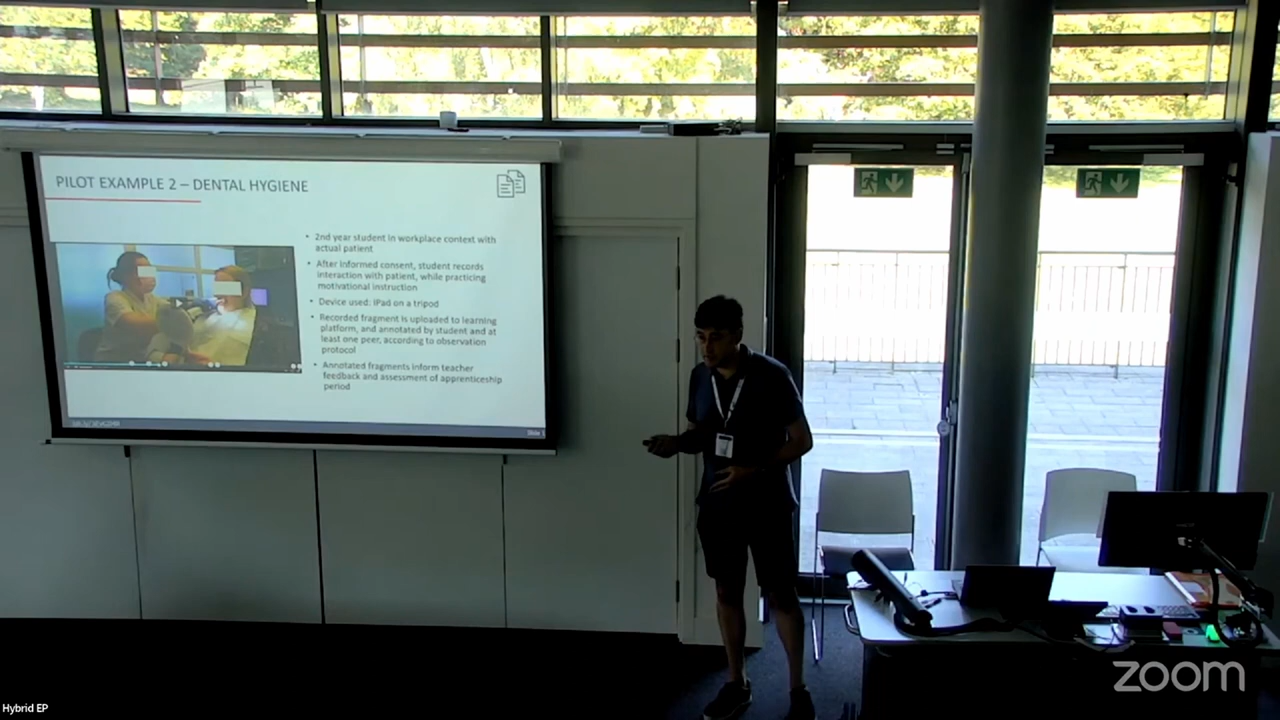 PILOT EXAMPLE 2 – DENTAL HYGIENE
• 2nd year student in workplace context with
actual patient
• After informed consent, student records
interaction with patient, while practicing
motivational instruction
• Device used: iPad on a tripod
• Recorded fragment is uploaded to learning
platform, and annotated by student and at
least one peer, according to observation
protocol
• Annotated fragments inform teacher
feedback and assessment of apprenticeship
period
Slide
zoom
Hybrid EP